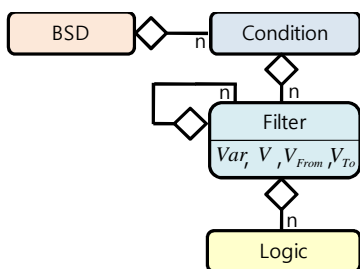 BSD
n
Condition
n
n
Filter
Var, V ,V_From ,V_To
n
Logic